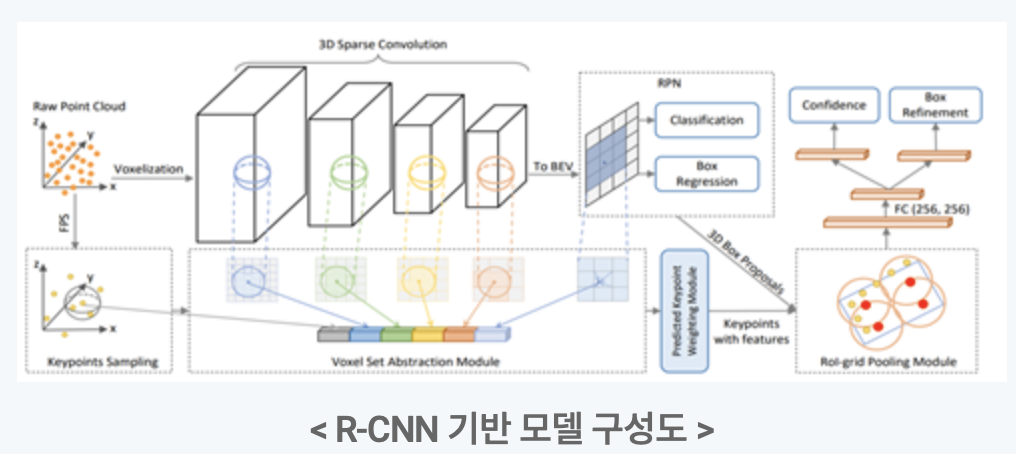 3D Sparse Convolution
Raw Point Cloud
z
y
x
Voxelization
FPS
To BEV
RPN
Classification
Box
Regression
Confidence
Box
Refinement
FC (256, 256)
3D Box Proposals
z
y
x
Keypoints Sampling
Voxel Set Abstraction Module
Predicted Keypoint
Weighting Module
Keypoints
with features
RoI-grid Pooling Module
< R-CNN 기반 모델 구성도 >